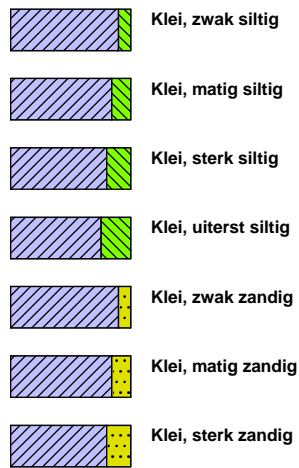 Klei, zwak siltig
Klei, matig siltig
Klei, sterk siltig
Klei, uiterst siltig
Klei, zwak zandig
Klei, matig zandig
Klei, sterk zandig